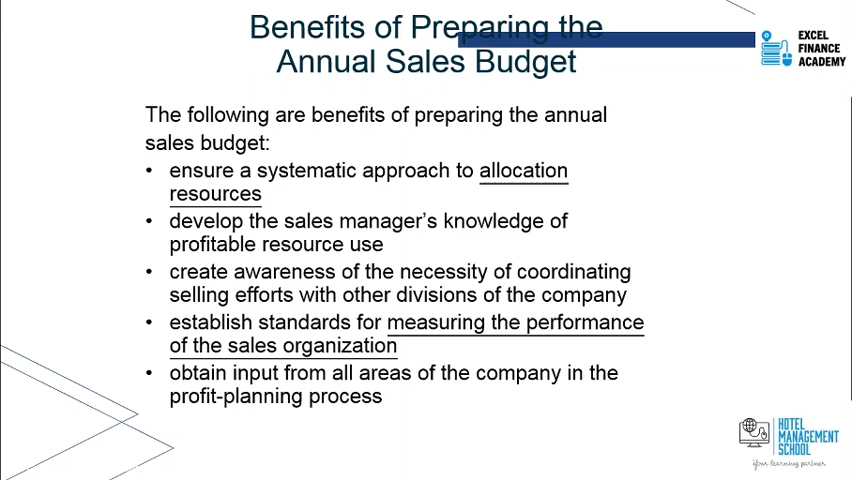 Benefits of Preparing the
Annual Sales Budget
EXCEL
FINANCE
ACADEMY
The following are benefits of preparing the annual
sales budget:
• ensure a systematic approach to allocation
resources
• develop the sales manager's knowledge of
profitable resource use
• create awareness of the necessity of coordinating
selling efforts with other divisions of the company
• establish standards for measuring the performance
of the sales organization
• obtain input from all areas of the company in the
profit-planning process
HOTEL
MANAGEMENT
SCHOOL
your learning partner